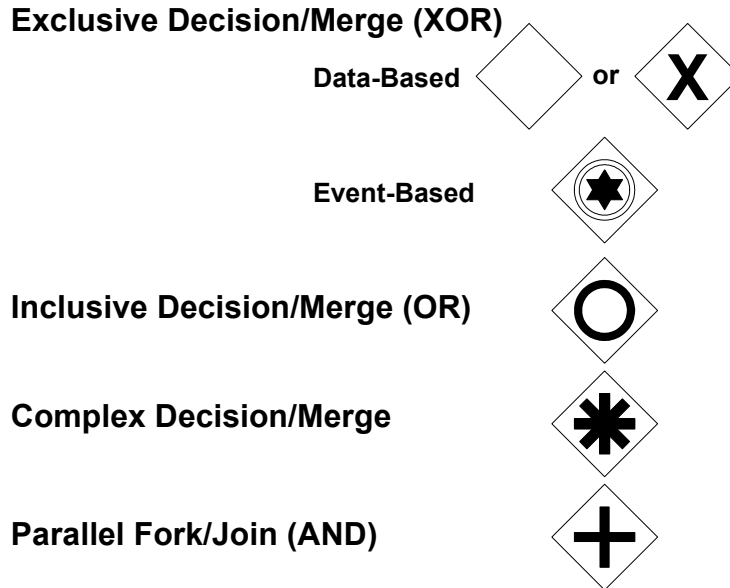 Exclusive Decision/Merge (XOR)
Data-Based or X
Event-Based
Inclusive Decision/Merge (OR)
Complex Decision/Merge
Parallel Fork/Join (AND)